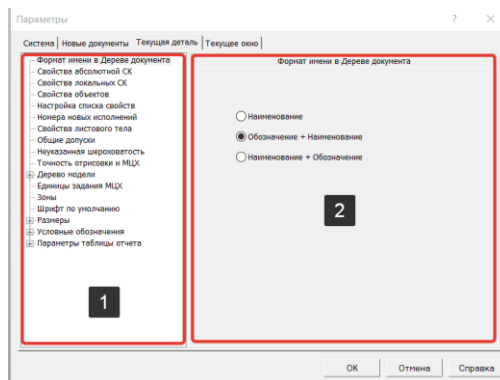 Параметры
? ×
Система Новые документы Текущая деталь Текущее окно
Формат имени в Дереве документа
Свойства абсолютной СК
Свойства локальных СК
Свойства объектов
Настройка списка свойств
Номера новых исполнений
Свойства листового тела
Общие допуски
Неуказанная шероховатость
Точность отрисовки и МЦХ
Дерево модели
Единицы задания МЦХ
Зоны
Шрифт по умолчанию
Размеры
Условные обозначения
Параметры таблицы отчета
1
Формат имени в Дереве документа
Наименование
Обозначение + Наименование
Наименование + Обозначение
2
ОК Отмена Справка